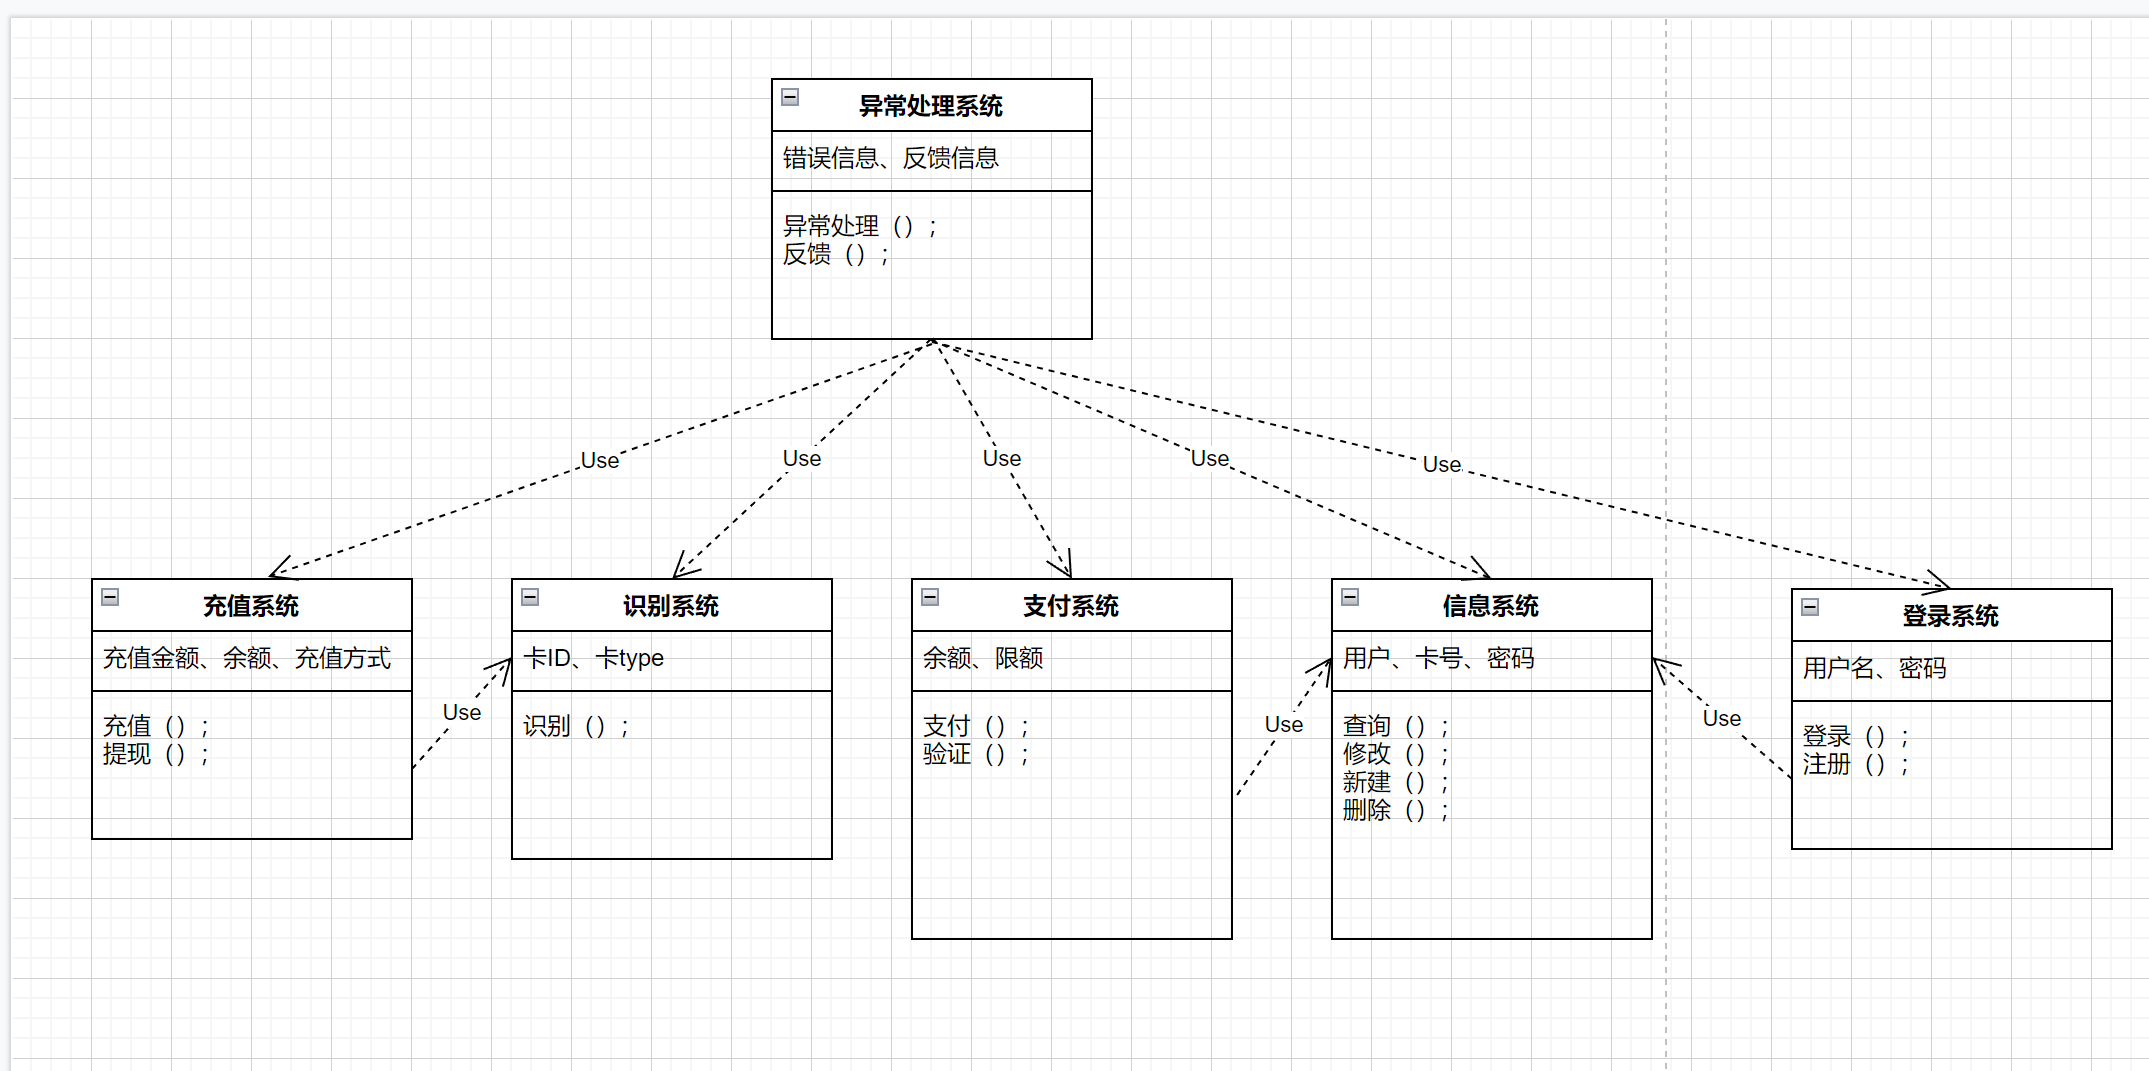 异常处理系统
错误信息、反馈信息
异常处理（）；
反馈（）；
Use
Use
Use
Use
Use
充值系统
充值金额、余额、充值方式
充值（）；
提现（）；
Use
识别系统
卡ID、卡type
识别（）；
支付系统
余额、限额
支付（）；
验证（）；
Use
信息系统
用户、卡号、密码
查询（）；
修改（）；
新建（）；
删除（）；
Use
登录系统
用户名、密码
登录（）；
注册（）；